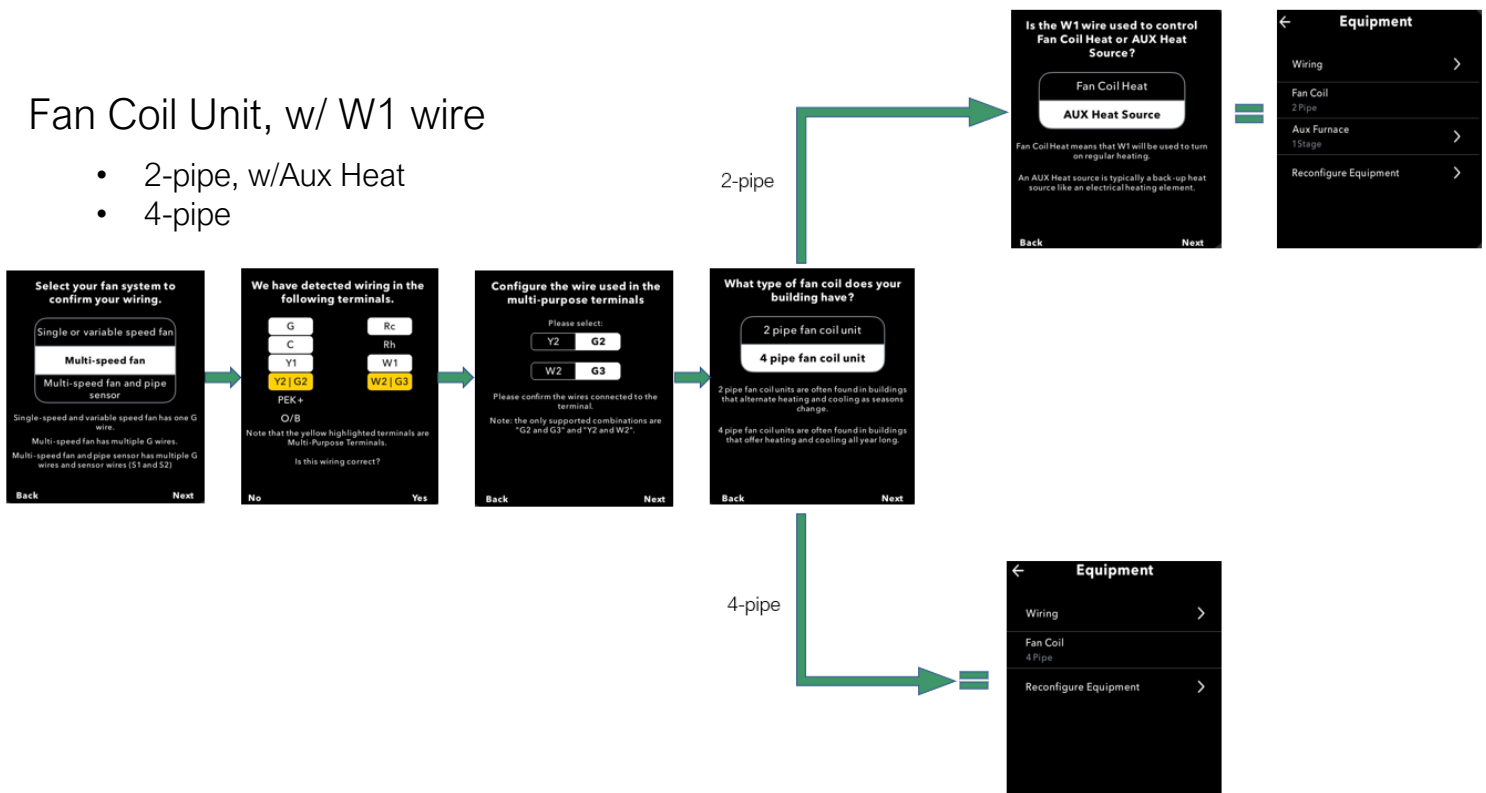 Fan Coil Unit, w/ W1 wire
• 2-pipe, w/Aux Heat
• 4-pipe
Select your fan system to
confirm your wiring.
Single or variable speed fan
Multi-speed fan
Multi-speed fan and pipe
sensor
Single-speed and variable speed fan has one G
wire.
Multi-speed fan has multiple G wires.
Multi-speed fan and pipe sensor has multiple G
wires and sensor wires (S1 and S2)
Back Next
We have detected wiring in the
following terminals.
G Rc
C Rh
Y1 W1
Y2 | G2 W2 | G3
PEK+
O/B
Note that the yellow highlighted terminals are
Multi-Purpose Terminals.
Is this wiring correct?
No Yes
Configure the wire used in the
multi-purpose terminals
Please select:
Y2 G2
W2 G3
Please confirm the wires connected to the
terminal.
Note: the only supported combinations are
"G2 and G3" and "Y2 and W2".
Back Next
What type of fan coil does your
building have?
2 pipe fan coil unit
4 pipe fan coil unit
2 pipe fan coil units are often found in buildings
that alternate heating and cooling as seasons
change.
4 pipe fan coil units are often found in buildings
that offer heating and cooling all year long.
Back Next
2-pipe
Is the W1 wire used to control
Fan Coil Heat or AUX Heat
Source?
Fan Coil Heat
AUX Heat Source
Fan Coil Heat means that W1 will be used to turn
on regular heating.
An AUX Heat source is typically a back-up heat
source like an electrical heating element.
Back Next
Equipment
Wiring
Fan Coil
2 Pipe
Aux Furnace
1 Stage
Reconfigure Equipment
4-pipe
Equipment
Wiring
Fan Coil
4 Pipe
Reconfigure Equipment